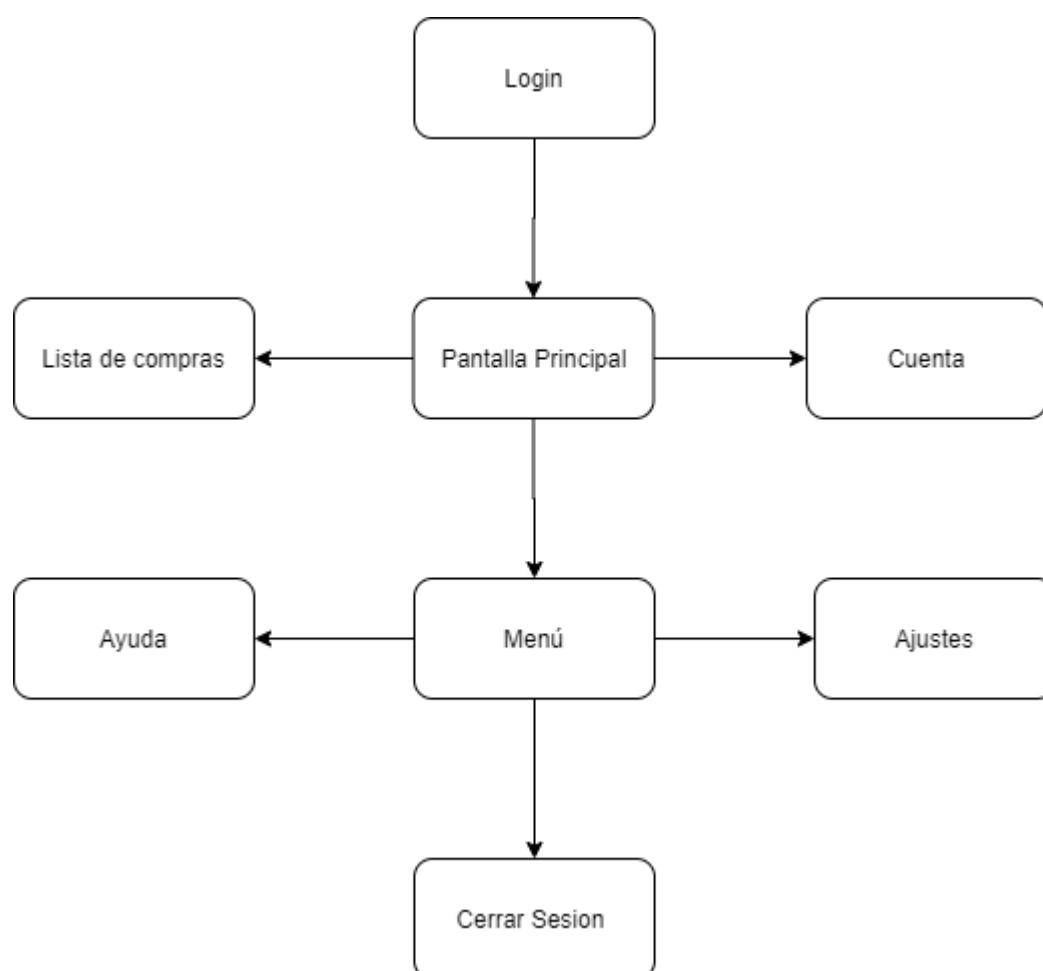 Login
Lista de compras
Pantalla Principal
Cuenta
Ayuda
Menú
Ajustes
Cerrar Sesion